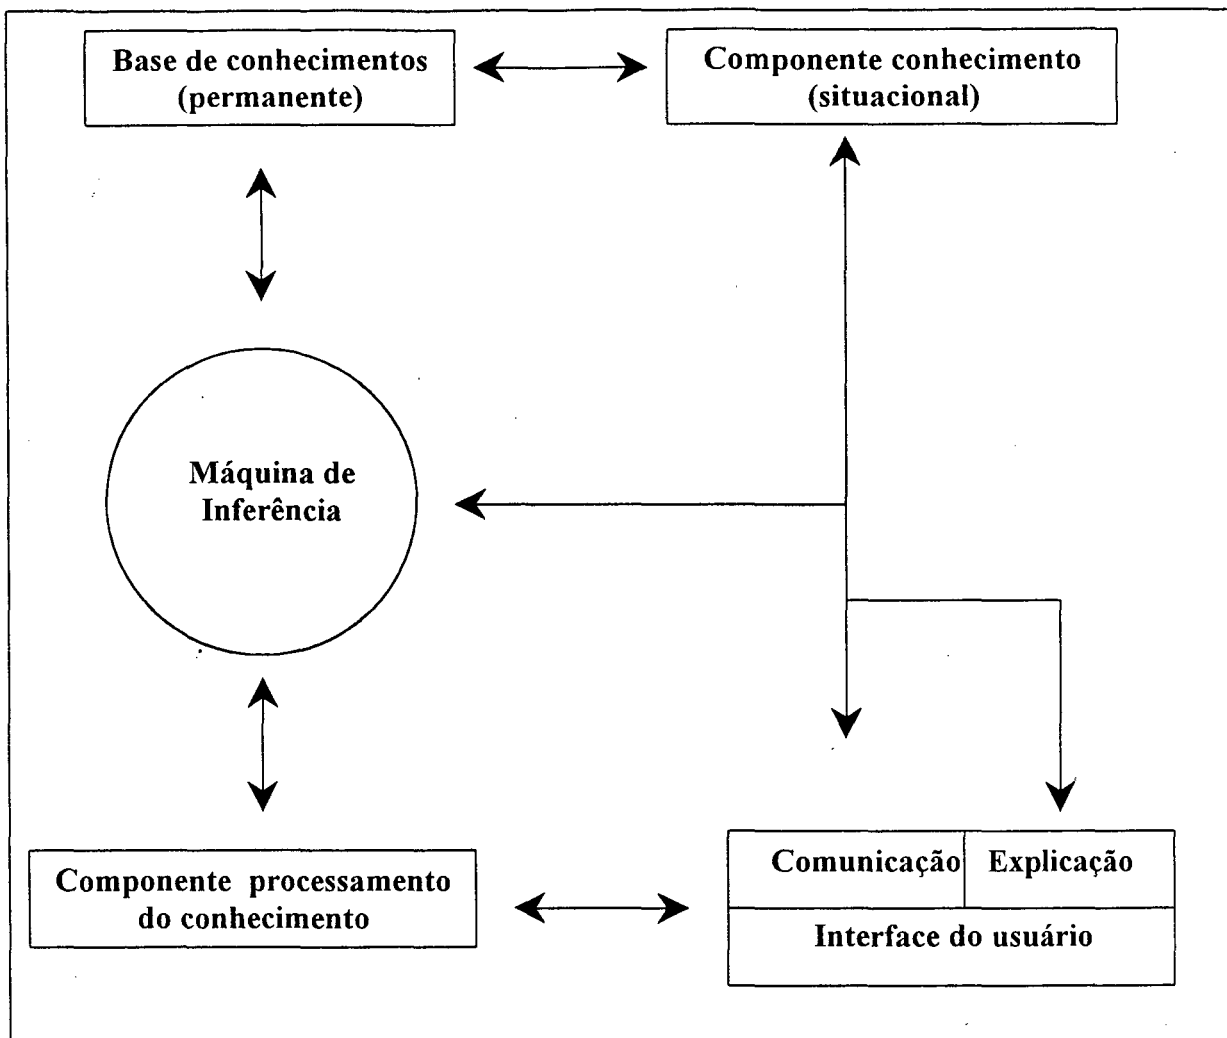 Base de conhecimentos
(permanente)
Componente conhecimento
(situacional)
Máquina de
Inferência
Componente processamento
do conhecimento
Comunicação
Explicação
Interface do usuário